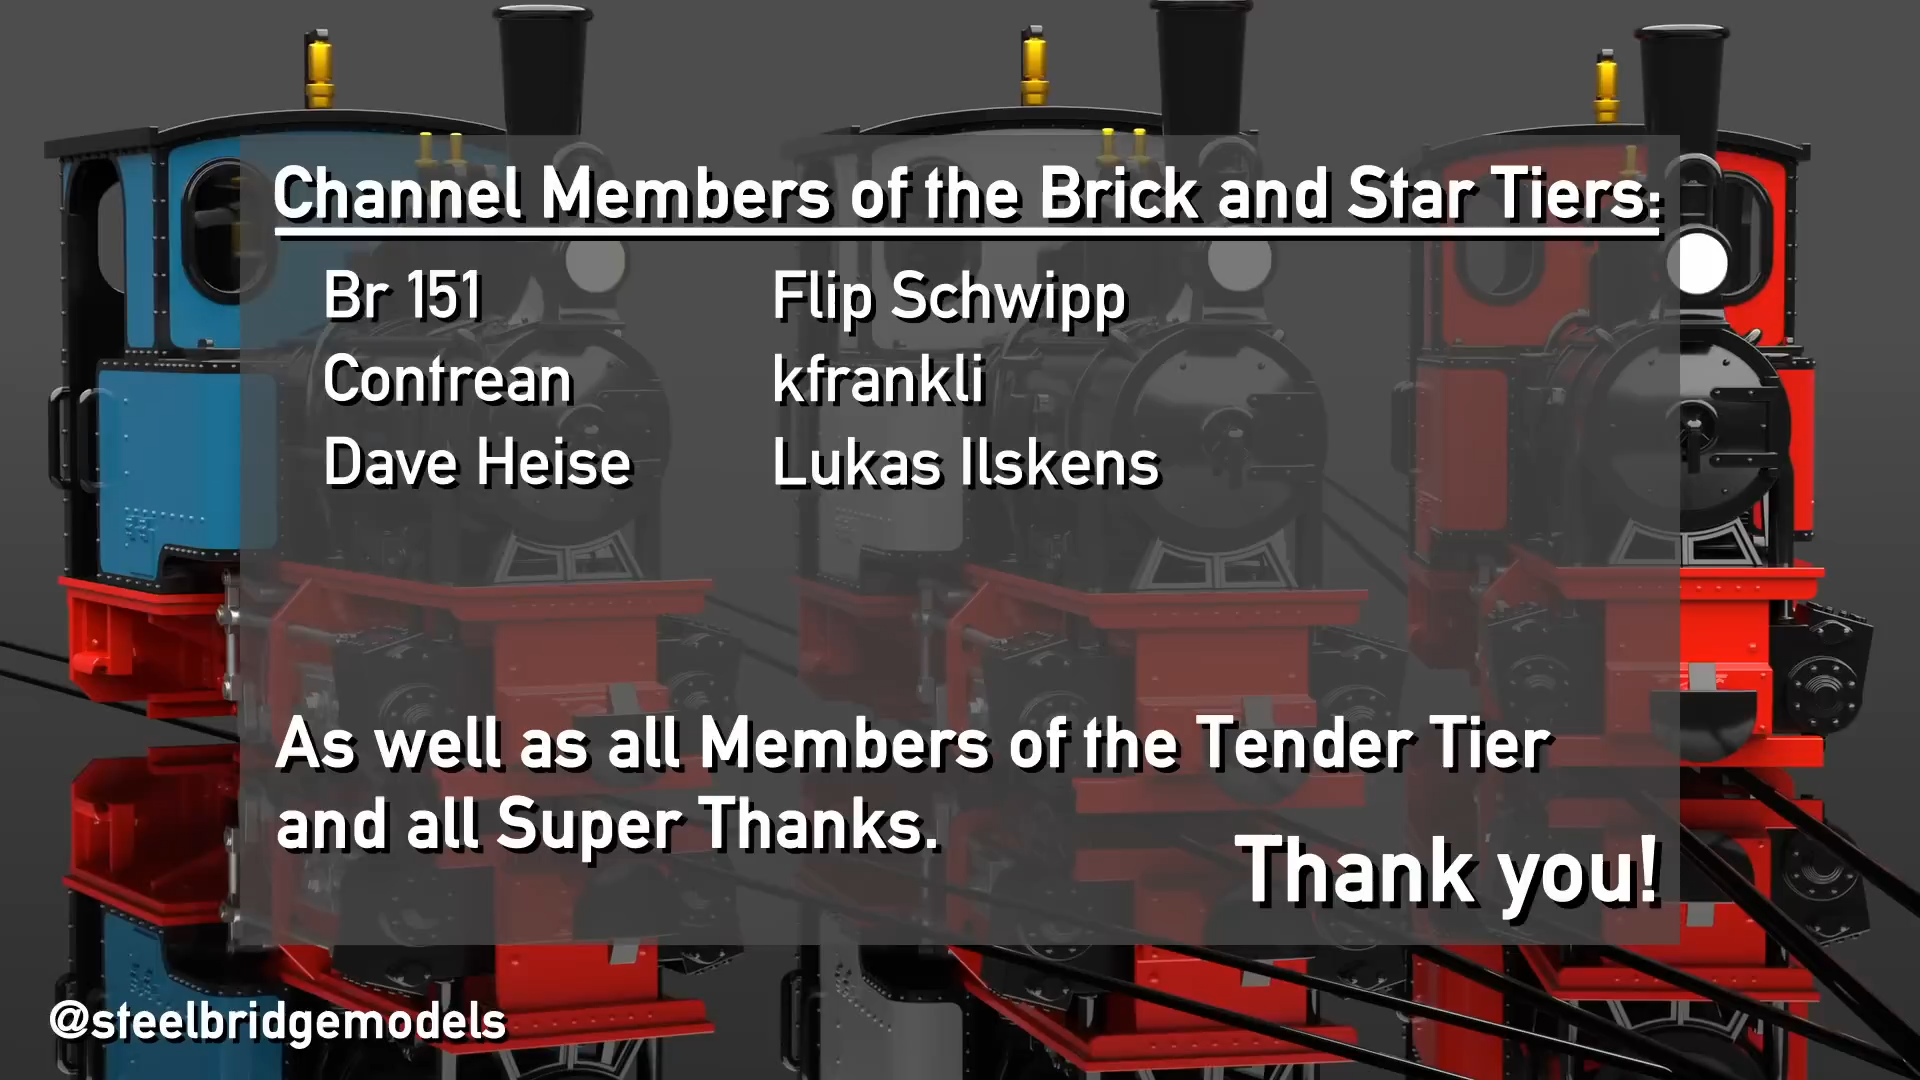 Channel Members of the Brick and Star Tiers:
Br 151
Contrean
Dave Heise
Flip Schwipp
kfrankli
Lukas Ilskens
As well as all Members of the Tender Tier
and all Super Thanks.
Thank you!
@steelbridgemodels